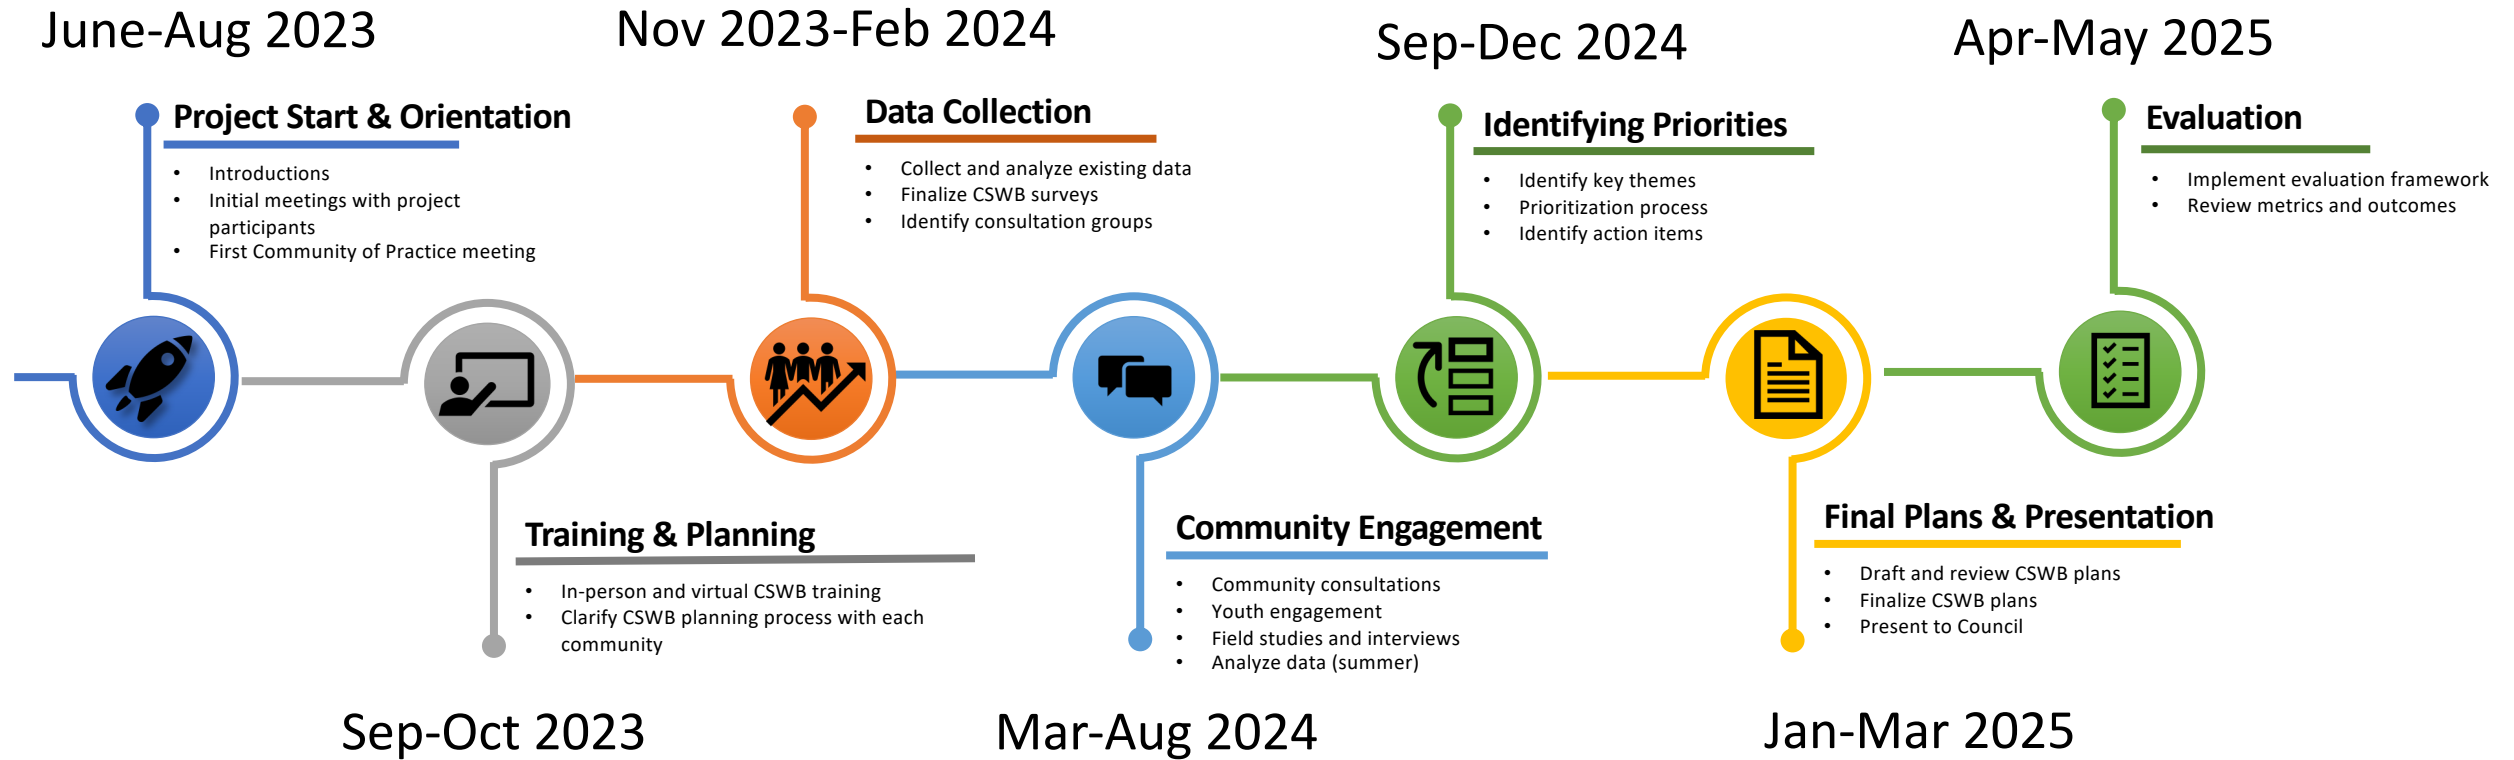 June-Aug 2023
Project Start & Orientation
• Introductions
• Initial meetings with project
participants
• First Community of Practice meeting
Training & Planning
• In-person and virtual CSWB training
• Clarify CSWB planning process with each
community
Sep-Oct 2023
Nov 2023-Feb 2024
Data Collection
• Collect and analyze existing data
• Finalize CSWB surveys
• Identify consultation groups
Community Engagement
• Community consultations
• Youth engagement
• Field studies and interviews
• Analyze data (summer)
Mar-Aug 2024
Sep-Dec 2024
Identifying Priorities
• Identify key themes
• Prioritization process
• Identify action items
Final Plans & Presentation
• Draft and review CSWB plans
• Finalize CSWB plans
• Present to Council
Jan-Mar 2025
Apr-May 2025
Evaluation
• Implement evaluation framework
• Review metrics and outcomes